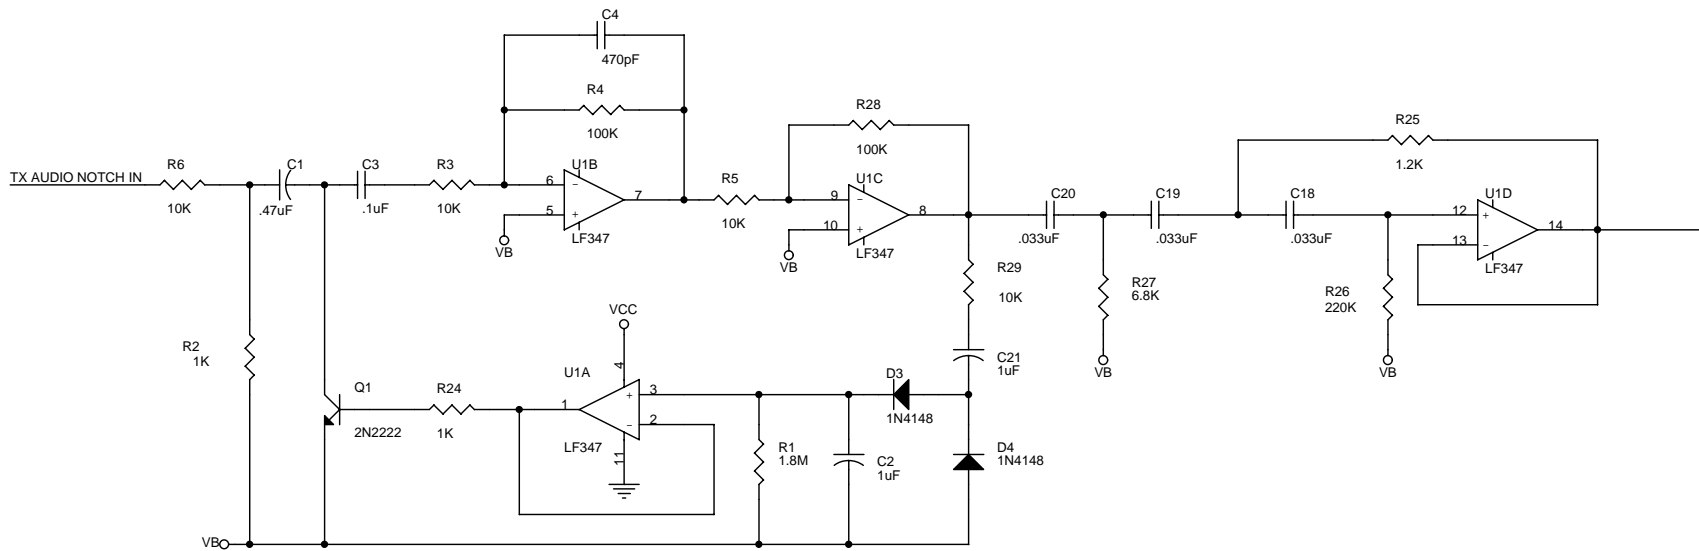 C4
470pF
R4
100K
R28
100K
R25
1.2K
TX AUDIO NOTCH IN
R6
10K
C1
.47uF
C3
.1uF
R3
10K
U1B
6
5
7
−
+
LF347
VB
R5
10K
U1C
9
10
8
−
+
LF347
VB
C20
.033uF
C19
.033uF
C18
.033uF
U1D
12
13
14
+
−
LF347
R29
10K
R27
6.8K
VB
R26
220K
VB
VCC
R2
1K
Q1
2N2222
R24
1K
U1A
4
1
3
2
11
+
−
LF347
D3
1N4148
C21
1uF
R1
1.8M
C2
1uF
D4
1N4148
VB